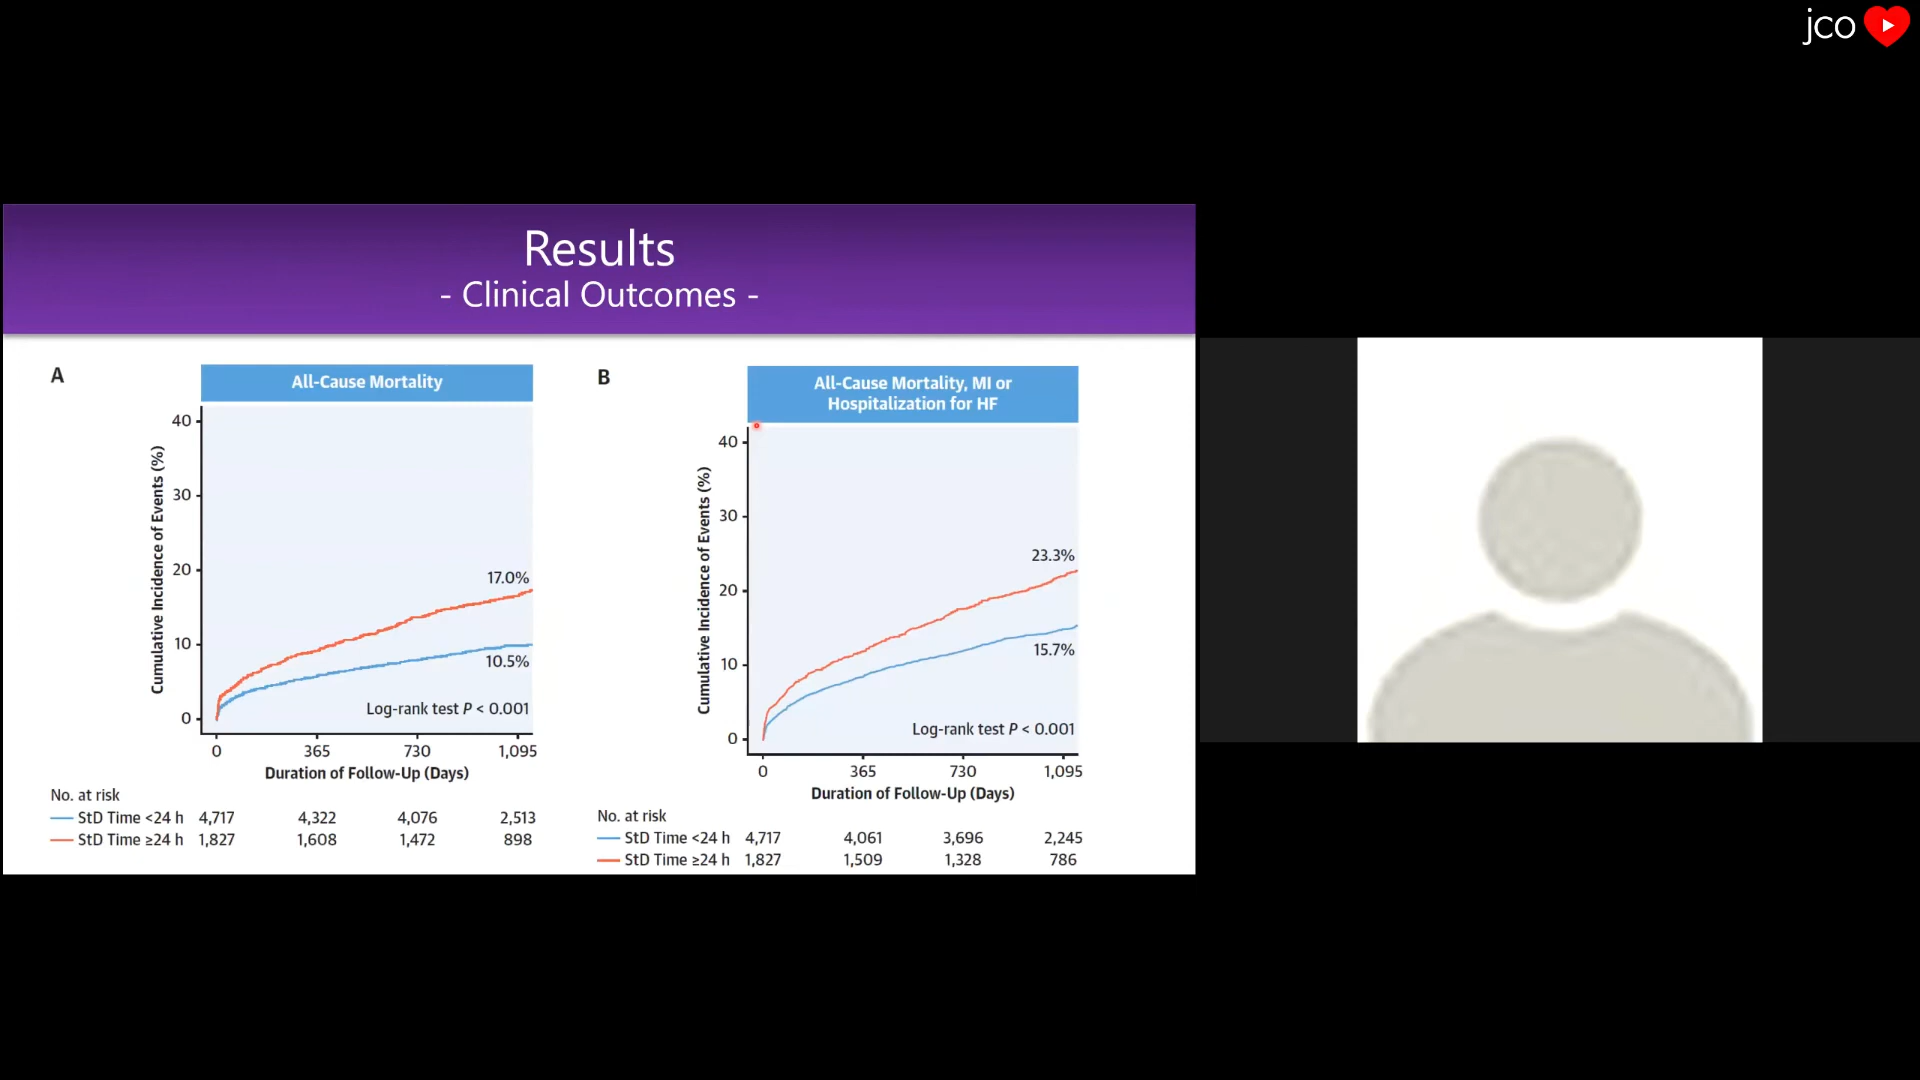 jco
Results
- Clinical Outcomes -
A
All-Cause Mortality
Cumulative Incidence of Events (%)
40
30
20
10
0
17.0%
10.5%
Log-rank test P < 0.001
0 365 730 1,095
Duration of Follow-Up (Days)
No. at risk
StD Time <24 h 4,717 4,322 4,076 2,513
StD Time ≥24 h 1,827 1,608 1,472 898
B
All-Cause Mortality, MI or
Hospitalization for HF
Cumulative Incidence of Events (%)
40
30
20
10
0
23.3%
15.7%
Log-rank test P < 0.001
0 365 730 1,095
Duration of Follow-Up (Days)
No. at risk
StD Time <24 h 4,717 4,061 3,696 2,245
StD Time ≥24 h 1,827 1,509 1,328 786